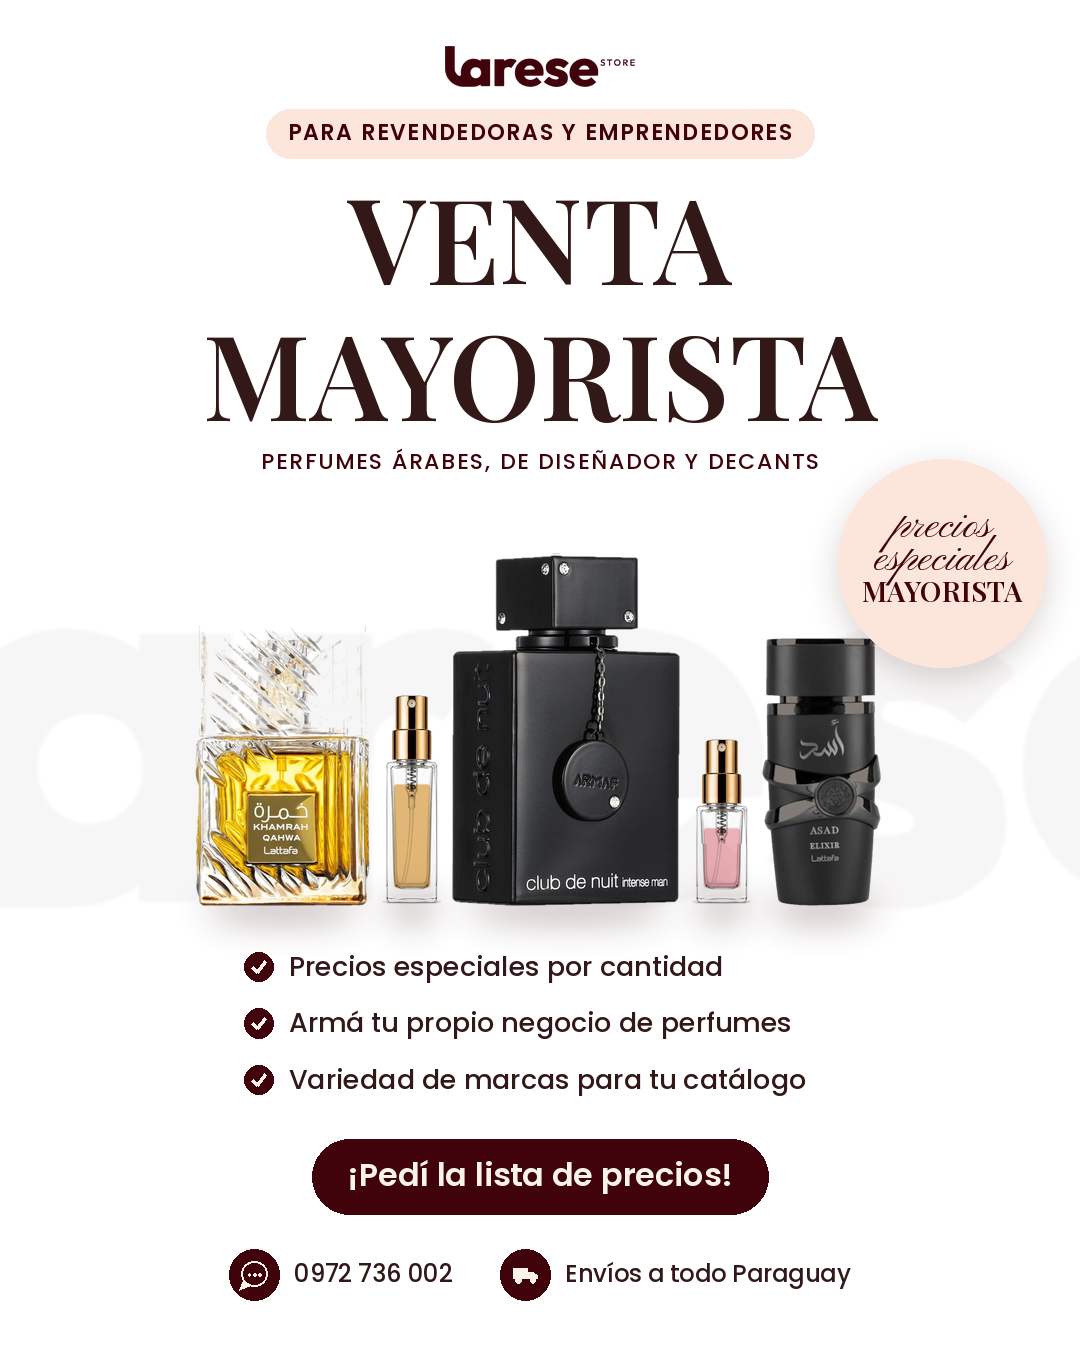 larese STORE
PARA REVENDEDORAS Y EMPRENDEDORES
VENTA
MAYORISTA
PERFUMES ÁRABES, DE DISEÑADOR Y DECANTS
precios
especiales
MAYORISTA
خمرة
KHAMRAH
QAHWA
Lattafa
club de nuit
ARMAF
club de nuit intense man
أسد
ASAD
ELIXIR
Lattafa
Precios especiales por cantidad
Armá tu propio negocio de perfumes
Variedad de marcas para tu catálogo
¡Pedí la lista de precios!
0972 736 002
Envíos a todo Paraguay